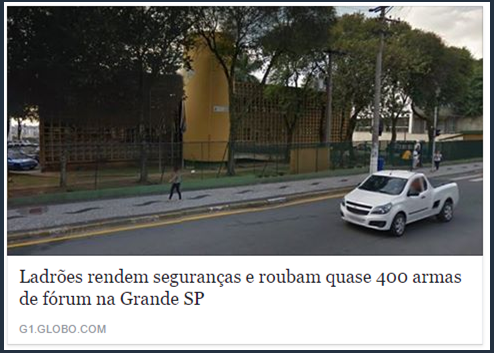 Ladrões rendem seguranças e roubam quase 400 armas
de fórum na Grande SP
G1.GLOBO.COM